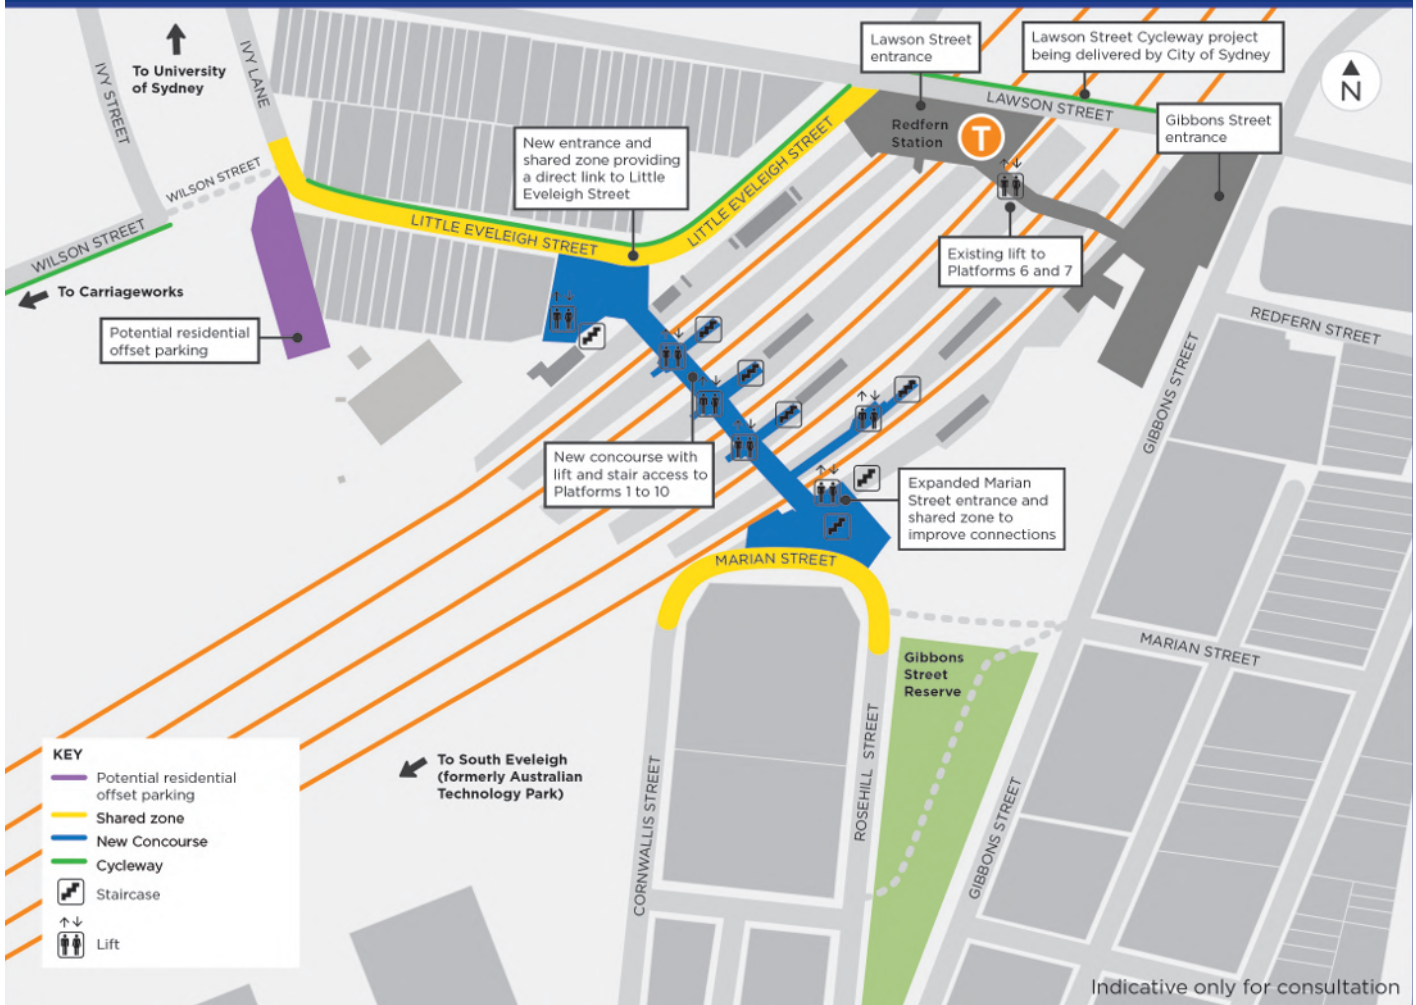 To University
of Sydney
IVY STREET
IVY LANE
WILSON STREET
WILSON STREET
To Carriageworks
Potential residential
offset parking
New entrance and
shared zone providing
a direct link to Little
Eveleigh Street
LITTLE EVELEIGH STREET
LITTLE EVELEIGH STREET
Lawson Street
entrance
Lawson Street Cycleway project
being delivered by City of Sydney
N
LAWSON STREET
Redfern
Station
T
Gibbons Street
entrance
Existing lift to
Platforms 6 and 7
REDFERN STREET
GIBBONS STREET
New concourse with
lift and stair access to
Platforms 1 to 10
Expanded Marian
Street entrance and
shared zone to
improve connections
MARIAN STREET
MARIAN STREET
Gibbons
Street
Reserve
CORNWALLIS STREET
ROSEHILL STREET
GIBBONS STREET
To South Eveleigh
(formerly Australian
Technology Park)
KEY
Potential residential
offset parking
Shared zone
New Concourse
Cycleway
Staircase
Lift
Indicative only for consultation